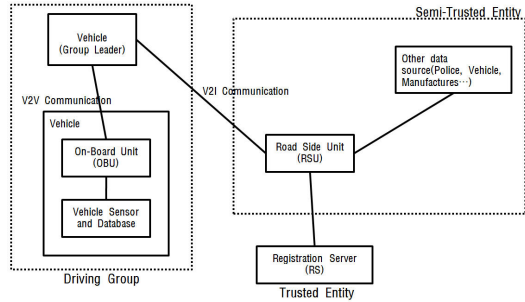 Semi-Trusted Entity
Vehicle
(Group Leader)
Other data
source(Police, Vehicle,
Manufactures…)
V2V Communication
V2I Communication
Vehicle
On-Board Unit
(OBU)
Road Side Unit
(RSU)
Vehicle Sensor
and Database
Registration Server
(RS)
Driving Group
Trusted Entity